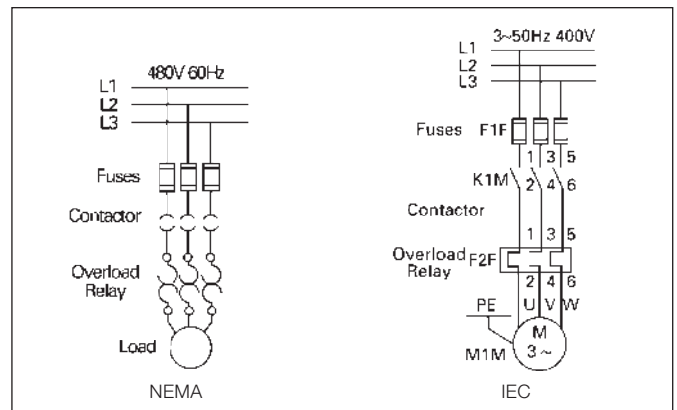 480V 60Hz
L1
L2
L3
Fuses
Contactor
Overload
Relay
Load
NEMA
3~50Hz 400V
L1
L2
L3
Fuses F1F
1 3 5
K1M 2 4 6
Contactor
1 3 5
Overload F2F
Relay
2 4 6
PE U V W
M
3~
M1M
IEC